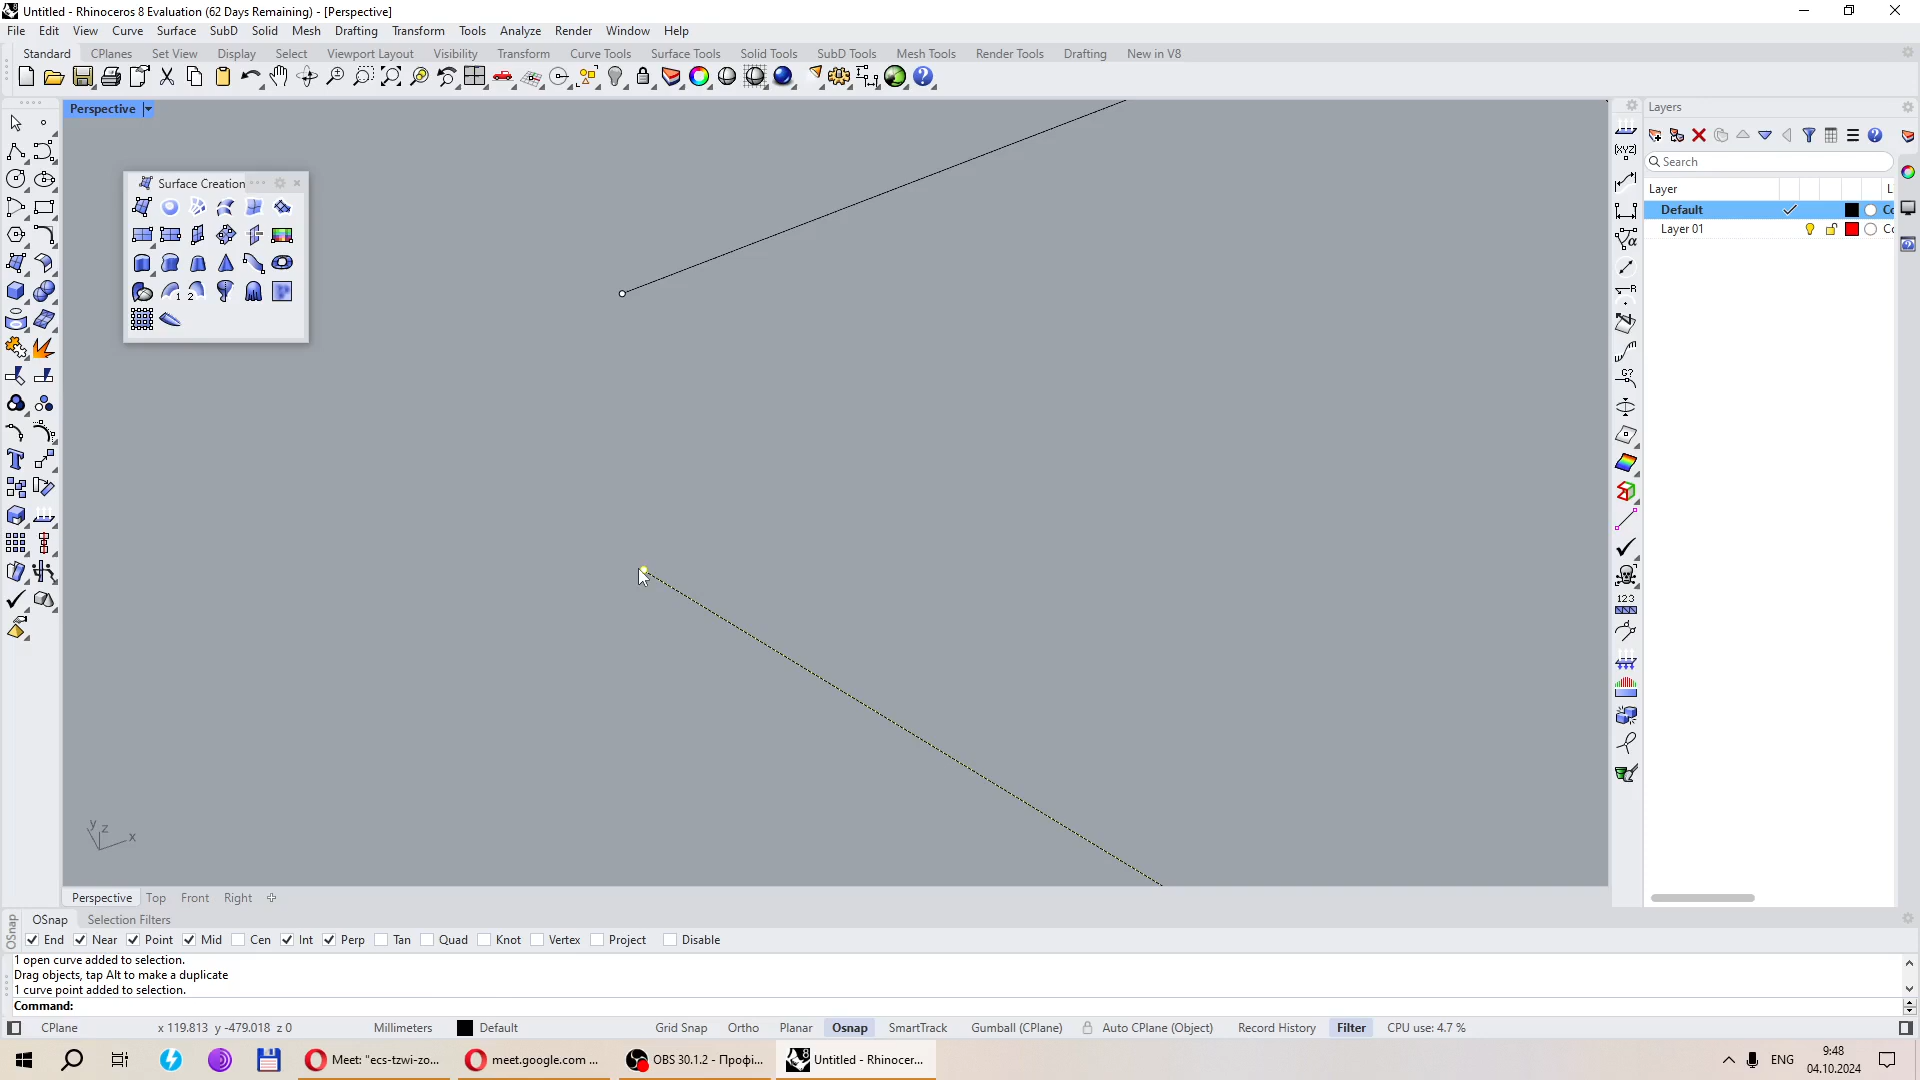 Untitled - Rhinoceros 8 Evaluation (62 Days Remaining) - [Perspective]
File Edit View Curve Surface SubD Solid Mesh Drafting Transform Tools Analyze Render Window Help
Standard CPlanes Set View Display Select Viewport Layout Visibility Transform Curve Tools Surface Tools Solid Tools SubD Tools Mesh Tools Render Tools Drafting New in V8
Perspective
Layers
Search
Layer L
Default Co
Layer 01 Co
Surface Creation
1 2
y z x
Perspective Top Front Right
OSnap Selection Filters
OSnap
End Near Point Mid Cen Int Perp Tan Quad Knot Vertex Project Disable
1 open curve added to selection.
Drag objects, tap Alt to make a duplicate
1 curve point added to selection.
Command:
CPlane x 119.813 y -479.018 z 0 Millimeters Default Grid Snap Ortho Planar Osnap SmartTrack Gumball (CPlane) Auto CPlane (Object) Record History Filter CPU use: 4.7 %
Meet: "ecs-tzwi-zo... meet.google.com ... OBS 30.1.2 - Профі... Untitled - Rhinocer... ENG 9:48
04.10.2024